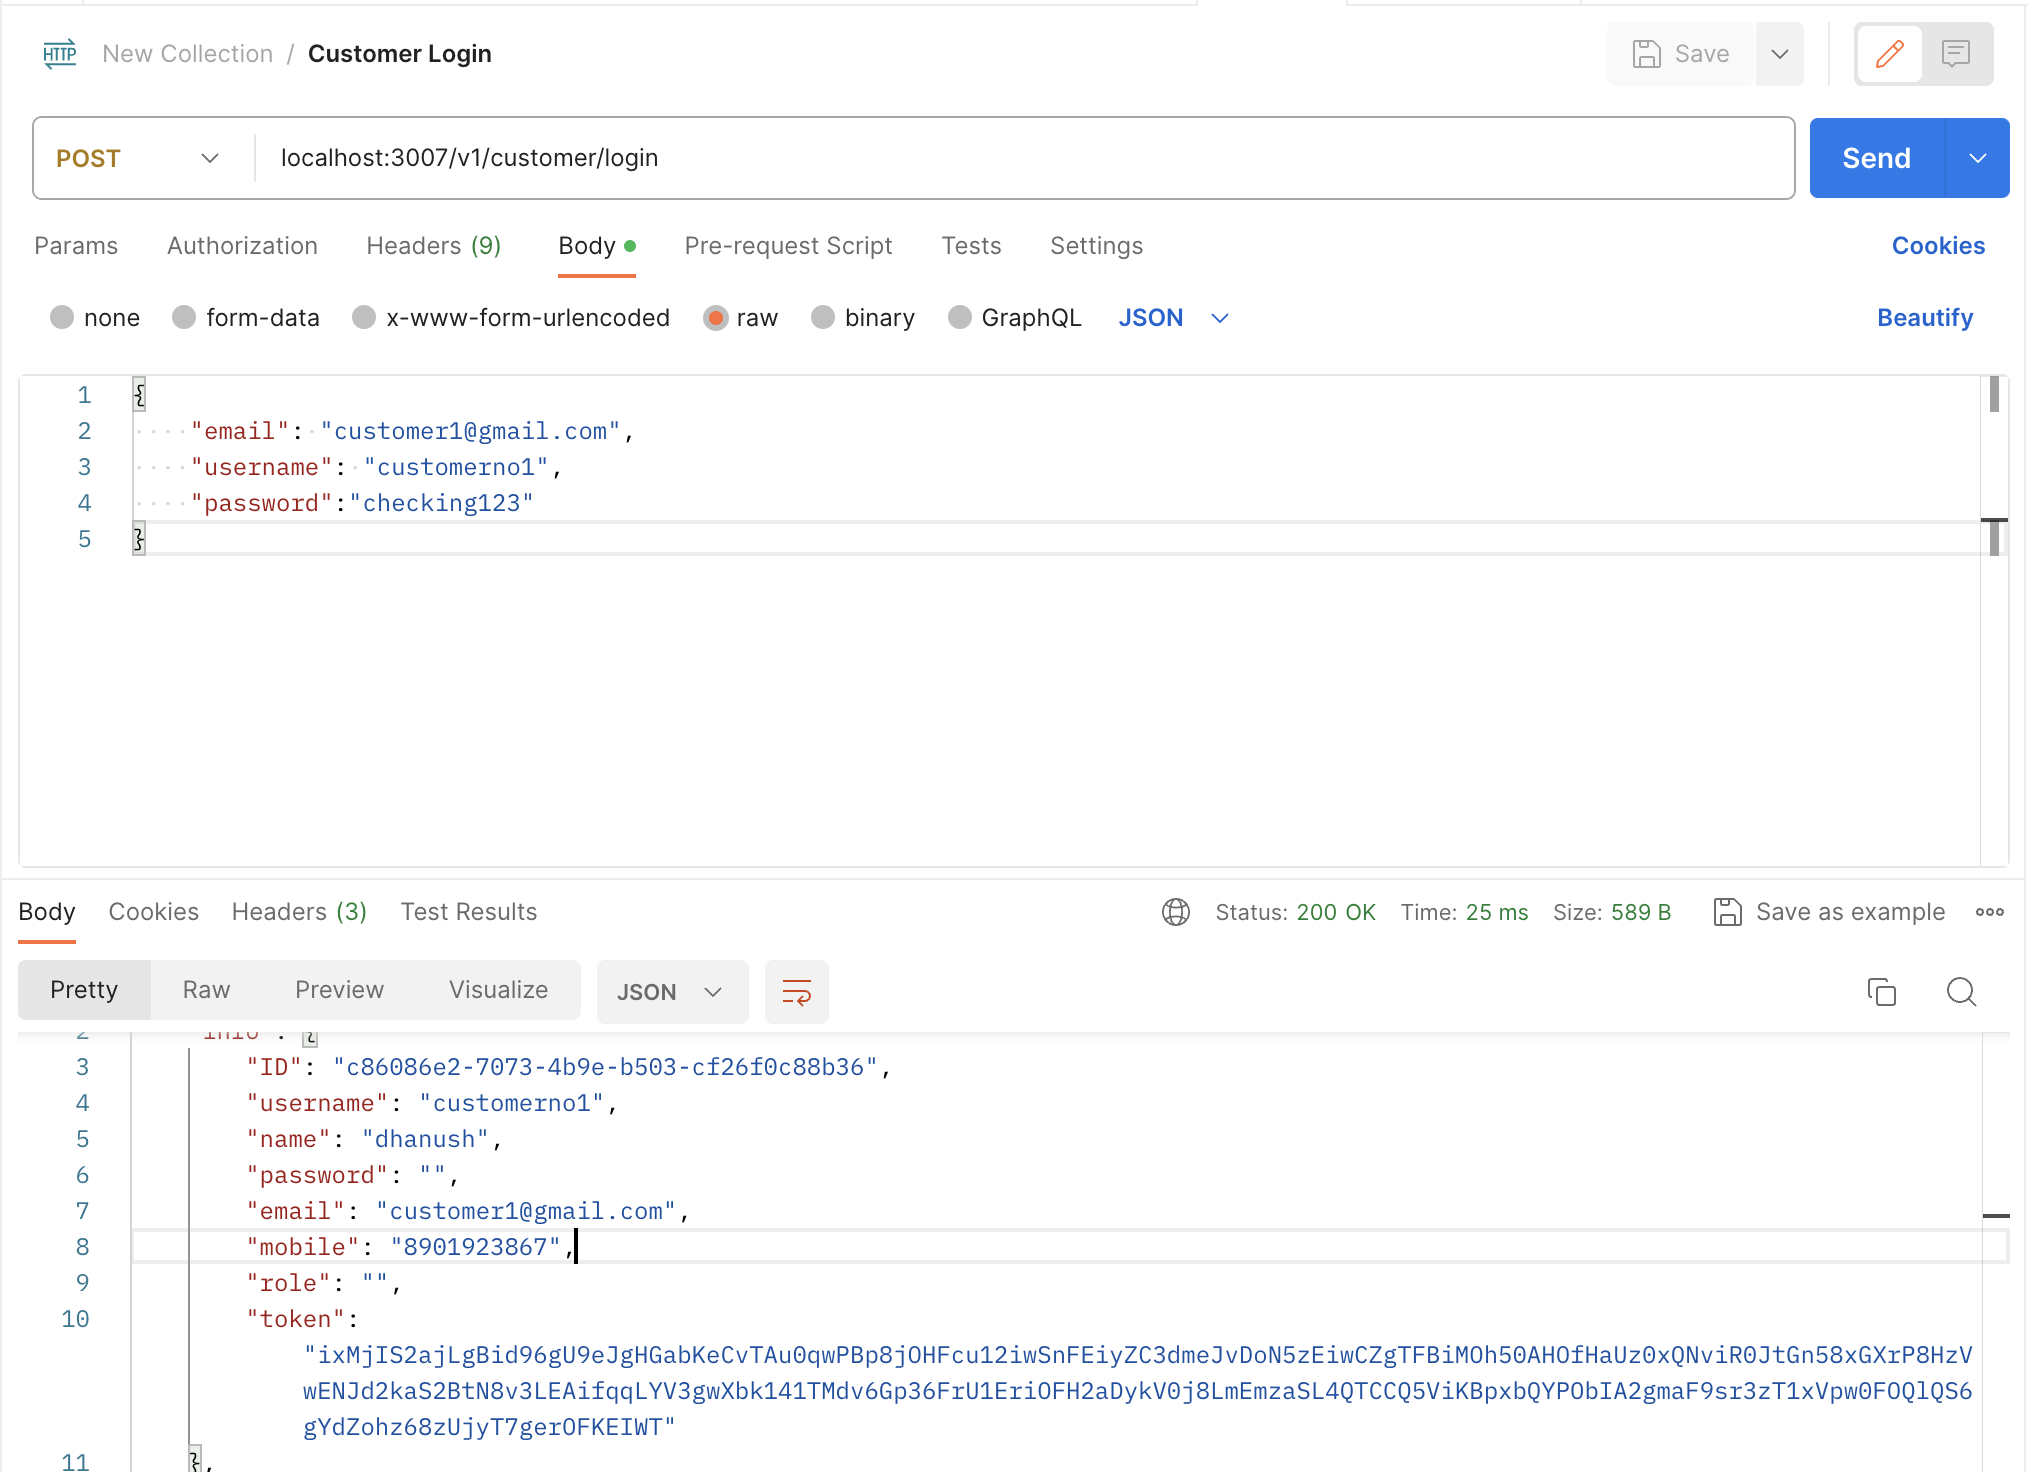 HTTP New Collection / Customer Login Save
POST localhost:3007/v1/customer/login Send
Params Authorization Headers (9) Body Pre-request Script Tests Settings Cookies
none form-data x-www-form-urlencoded raw binary GraphQL JSON Beautify
1 {
2 "email": "customer1@gmail.com",
3 "username": "customerno1",
4 "password":"checking123"
5 }
Body Cookies Headers (3) Test Results Status: 200 OK Time: 25 ms Size: 589 B Save as example
Pretty Raw Preview Visualize JSON
2 "info": {
3 "ID": "c86086e2-7073-4b9e-b503-cf26f0c88b36",
4 "username": "customerno1",
5 "name": "dhanush",
6 "password": "",
7 "email": "customer1@gmail.com",
8 "mobile": "8901923867",
9 "role": "",
10 "token":
"ixMjIS2ajLgBid96gU9eJgHGabKeCvTAu0qwPBp8jOHFcu12iwSnFEiyZC3dmeJvDoN5zEiwCZgTFBiMOh50AHOfHaUz0xQNviR0JtGn58xGXrP8HzV
wENJd2kaS2BtN8v3LEAifqqLYV3gwXbk141TMdv6Gp36FrU1EriOFH2aDykV0j8LmEmzaSL4QTCCQ5ViKBpxbQYPObIA2gmaF9sr3zT1xVpw0FOQlQS6
gYdZohz68zUjyT7gerOFKEIWT"
11 },